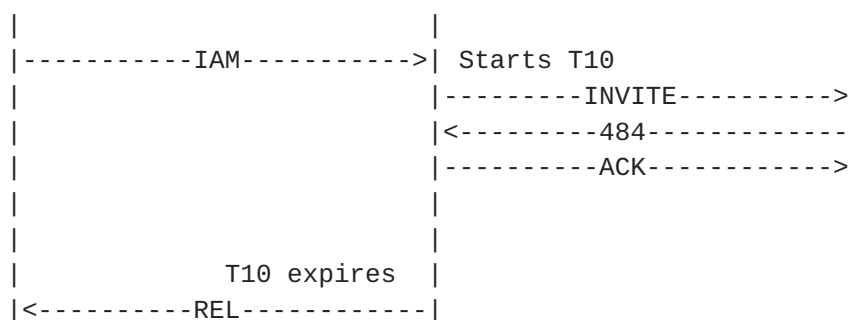 |                          |
|-----------IAM----------->| Starts T10
|                          |---------INVITE---------->
|                          |<---------484-------------
|                          |----------ACK------------>
|                          |
|                          |
|             T10 expires  |
|<----------REL------------|